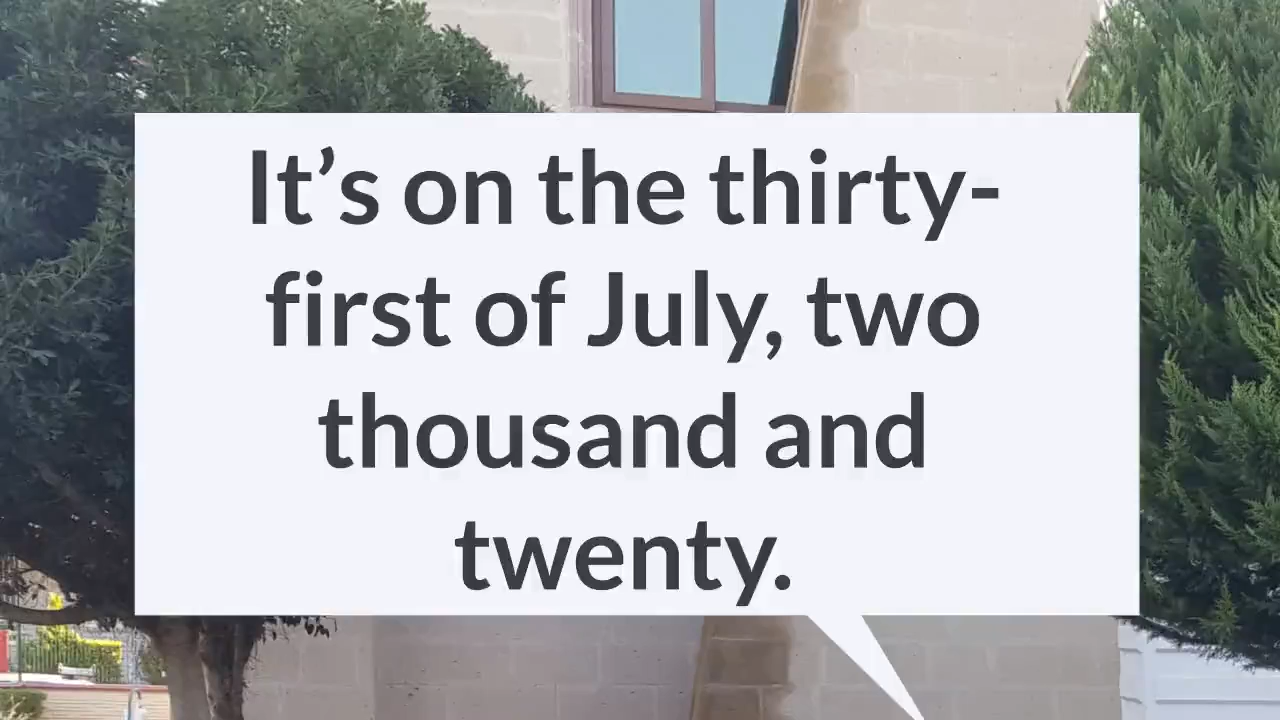 It’s on the thirty-
first of July, two
thousand and
twenty.